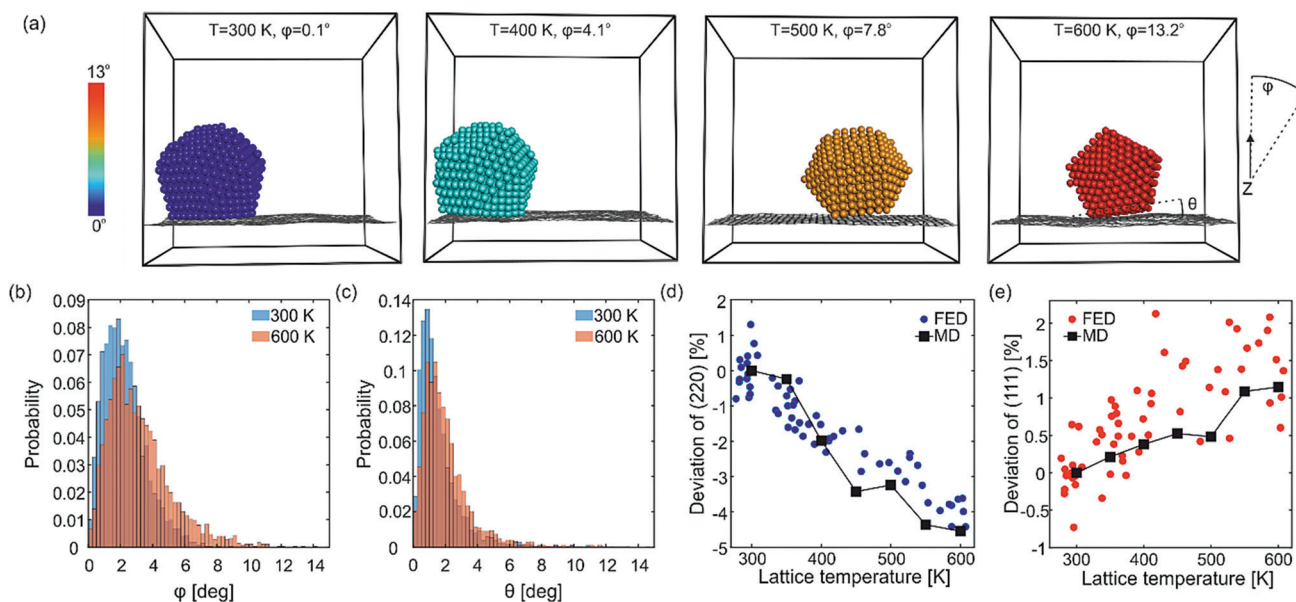 (a)
T=300 K, φ=0.1°
T=400 K, φ=4.1°
T=500 K, φ=7.8°
T=600 K, φ=13.2°
13°
0°
φ
Z
θ
(b)
0.09
0.08
0.07
0.06
0.05
0.04
0.03
0.02
0.01
0
Probability
300 K
600 K
0 2 4 6 8 10 12 14
φ [deg]
(c)
0.14
0.12
0.10
0.08
0.06
0.04
0.02
0
Probability
300 K
600 K
0 2 4 6 8 10 12 14
θ [deg]
(d)
2
1
0
-1
-2
-3
-4
-5
Deviation of (220) [%]
FED
MD
300 400 500 600
Lattice temperature [K]
(e)
2
1.5
1
0.5
0
-0.5
-1
Deviation of (111) [%]
FED
MD
300 400 500 600
Lattice temperature [K]